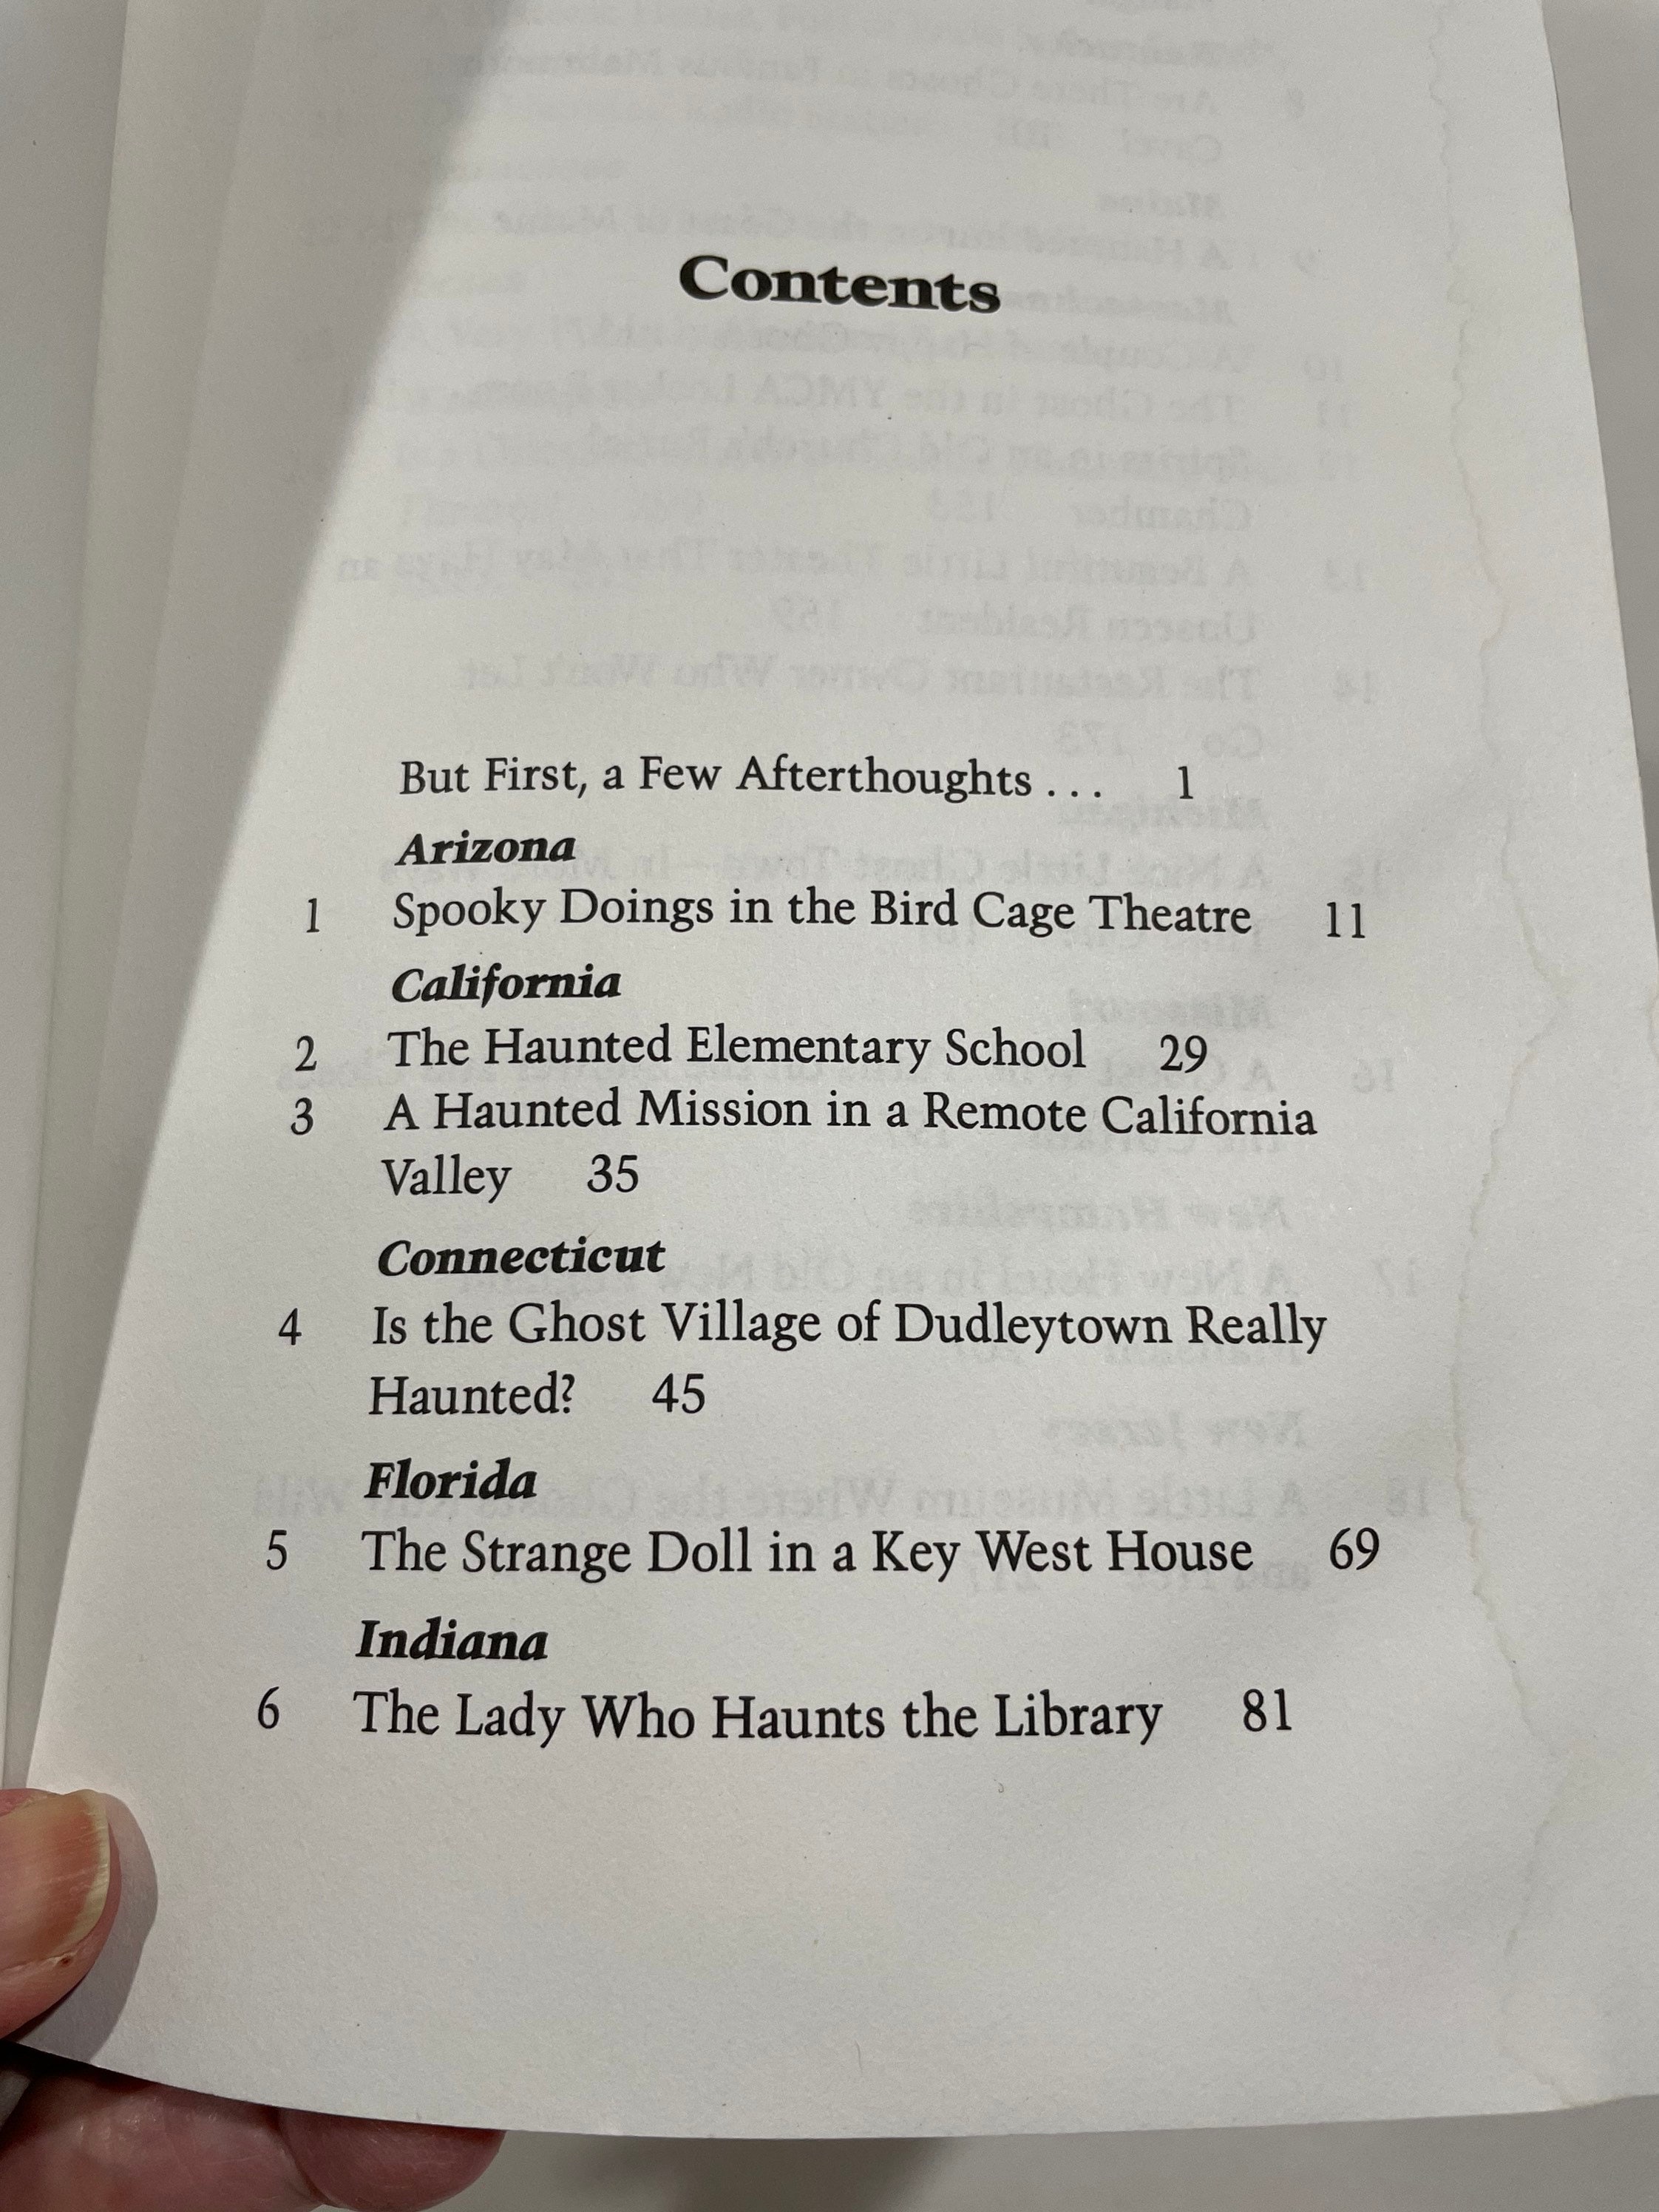 Contents
But First, a Few Afterthoughts . . . 1
Arizona
1 Spooky Doings in the Bird Cage Theatre 11
California
2 The Haunted Elementary School 29
3 A Haunted Mission in a Remote California
Valley 35
Connecticut
4 Is the Ghost Village of Dudleytown Really
Haunted? 45
Florida
5 The Strange Doll in a Key West House 69
Indiana
6 The Lady Who Haunts the Library 81